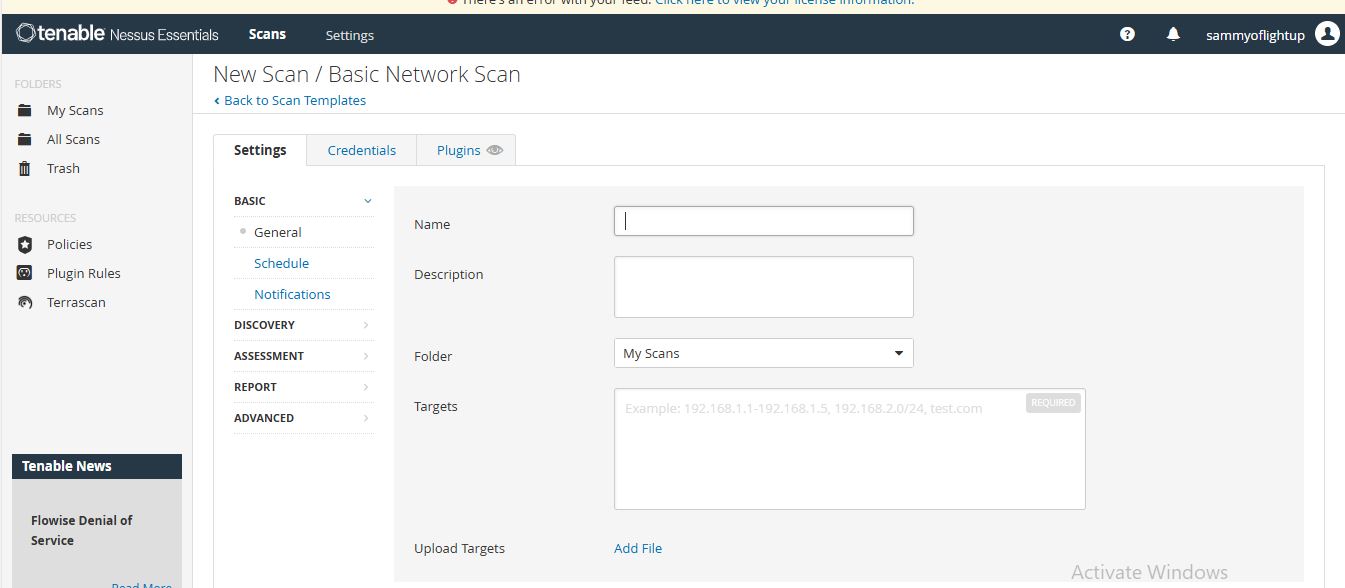 There's an error with your feed. Click here to view your license information.
tenable Nessus Essentials Scans Settings sammyoflightup
FOLDERS
My Scans
All Scans
Trash
RESOURCES
Policies
Plugin Rules
Terrascan
Tenable News
Flowise Denial of
Service
Read More
New Scan / Basic Network Scan
Back to Scan Templates
Settings Credentials Plugins
BASIC
General
Schedule
Notifications
DISCOVERY
ASSESSMENT
REPORT
ADVANCED
Name
Description
Folder My Scans
Targets Example: 192.168.1.1-192.168.1.5, 192.168.2.0/24, test.com REQUIRED
Upload Targets Add File
Activate Windows